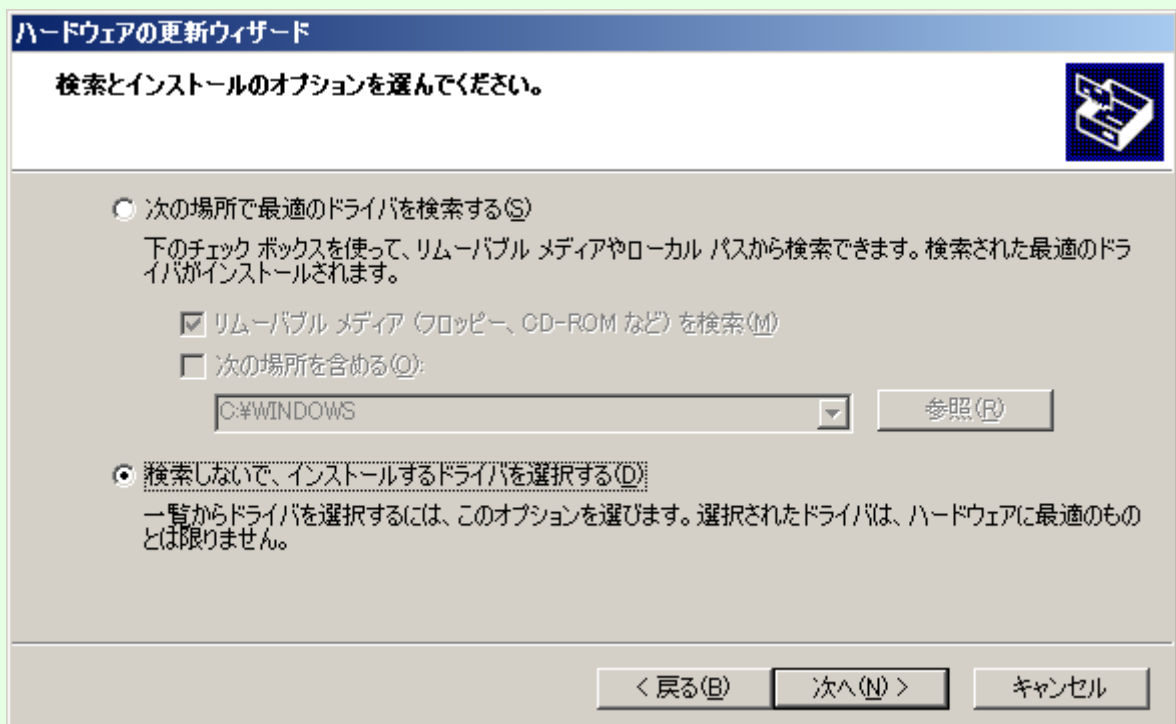 ハードウェアの更新ウィザード
検索とインストールのオプションを選んでください。
次の場所で最適のドライバを検索する(S)
下のチェック ボックスを使って、リムーバブル メディアやローカル パスから検索できます。検索された最適のドラ
イバがインストールされます。
リムーバブル メディア (フロッピー、CD-ROM など) を検索(M)
次の場所を含める(O):
C:¥WINDOWS
参照(R)
検索しないで、インストールするドライバを選択する(D)
一覧からドライバを選択するには、このオプションを選びます。選択されたドライバは、ハードウェアに最適のもの
とは限りません。
< 戻る(B)
次へ(N) >
キャンセル